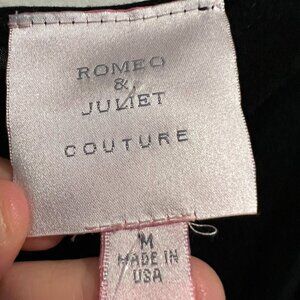 ROMEO
&
JULIET
COUTURE
M
MADE IN
USA